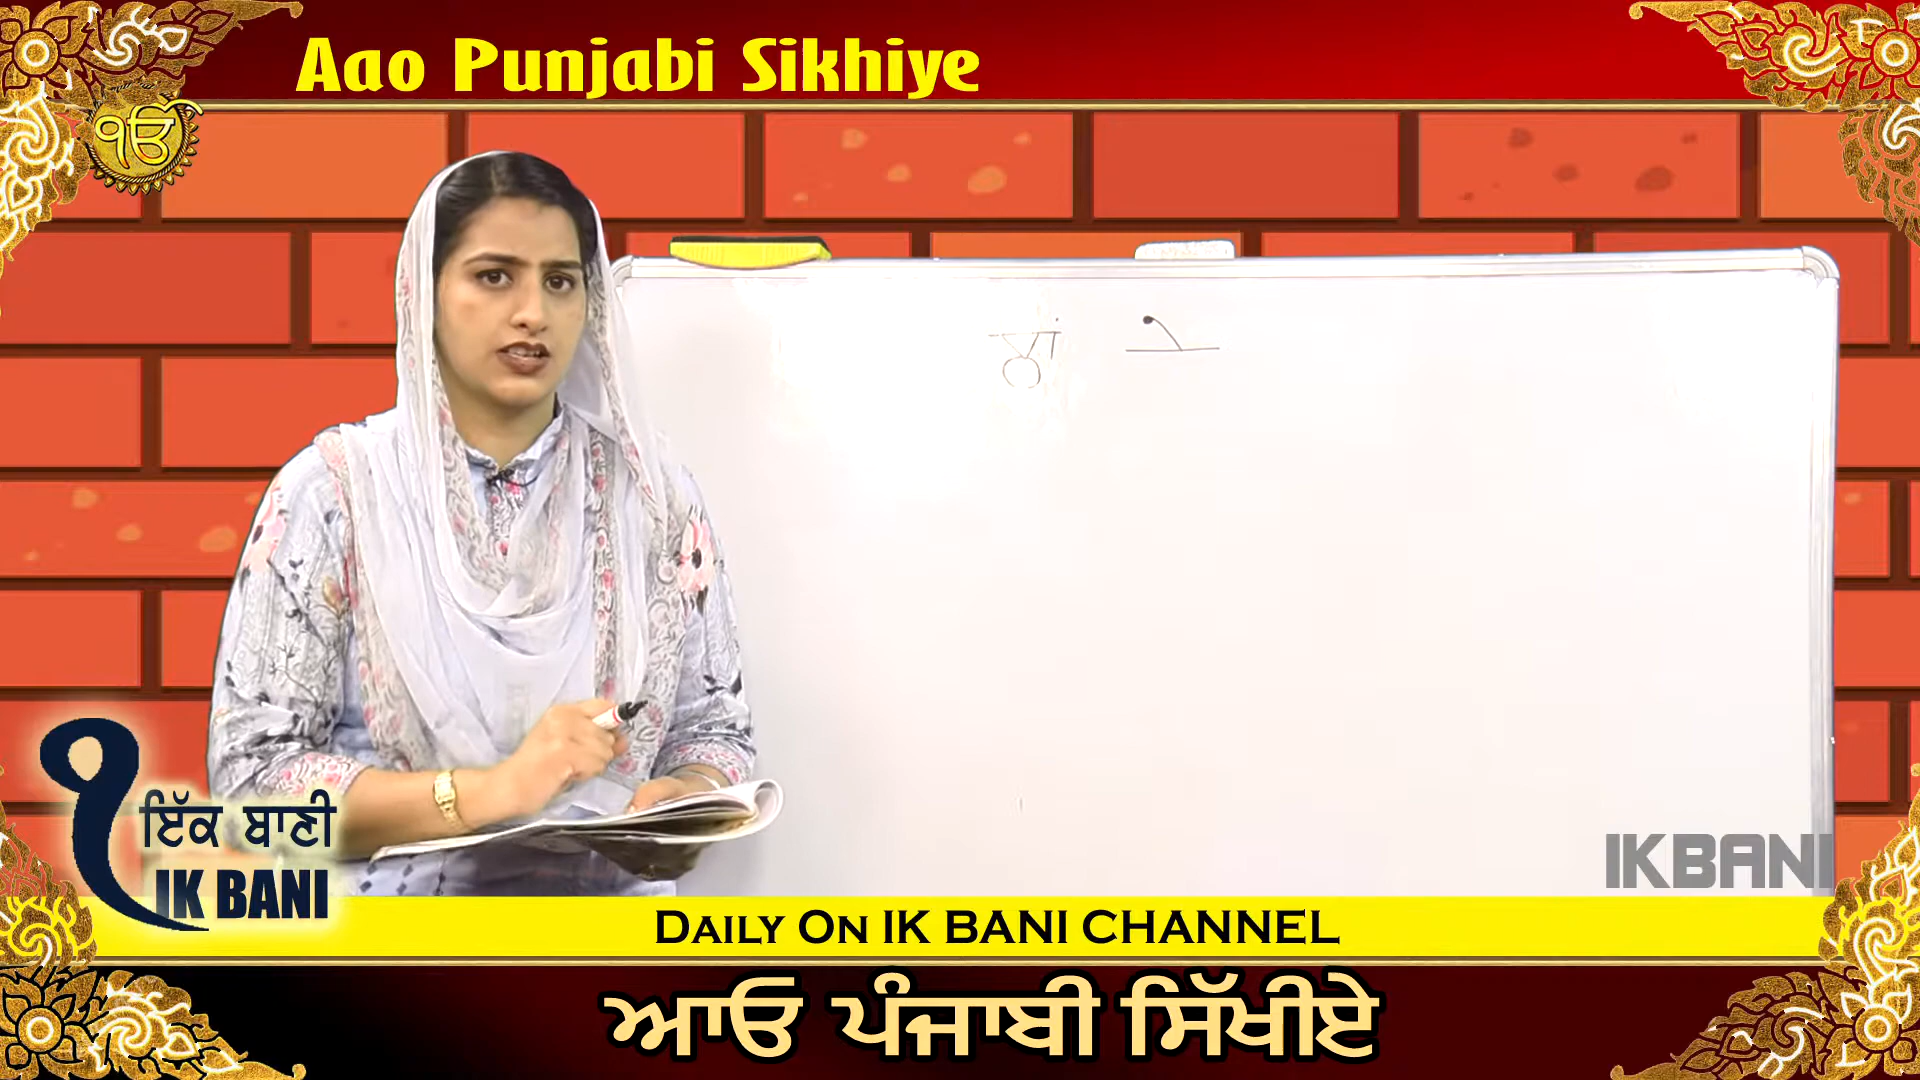 Aao Punjabi Sikhiye
ੴ
ਇੱਕ ਬਾਣੀ
IK BANI
IKBANI
DAILY ON IK BANI CHANNEL
ਆਓ ਪੰਜਾਬੀ ਸਿੱਖੀਏ